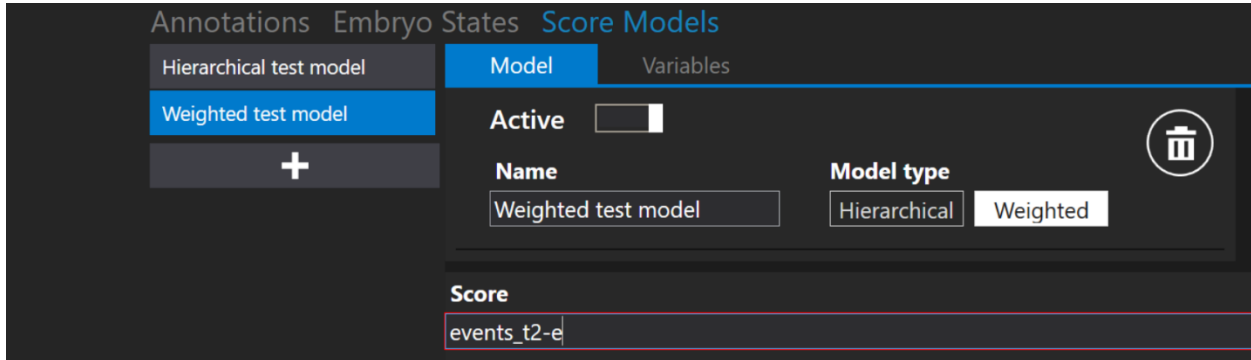 Annotations Embryo States Score Models
Hierarchical test model
Weighted test model
Model Variables
Active
Name
Weighted test model
Model type
Hierarchical Weighted
Score
events_t2-e